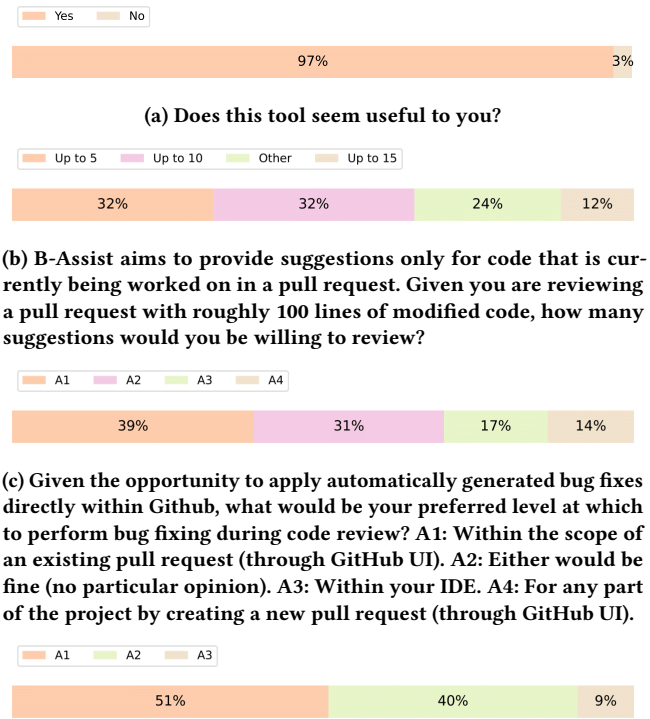 Yes No
97% 3%
(a) Does this tool seem useful to you?
Up to 5 Up to 10 Other Up to 15
32% 32% 24% 12%
(b) B-Assist aims to provide suggestions only for code that is cur-
rently being worked on in a pull request. Given you are reviewing
a pull request with roughly 100 lines of modified code, how many
suggestions would you be willing to review?
A1 A2 A3 A4
39% 31% 17% 14%
(c) Given the opportunity to apply automatically generated bug fixes
directly within Github, what would be your preferred level at which
to perform bug fixing during code review? A1: Within the scope of
an existing pull request (through GitHub UI). A2: Either would be
fine (no particular opinion). A3: Within your IDE. A4: For any part
of the project by creating a new pull request (through GitHub UI).
A1 A2 A3
51% 40% 9%